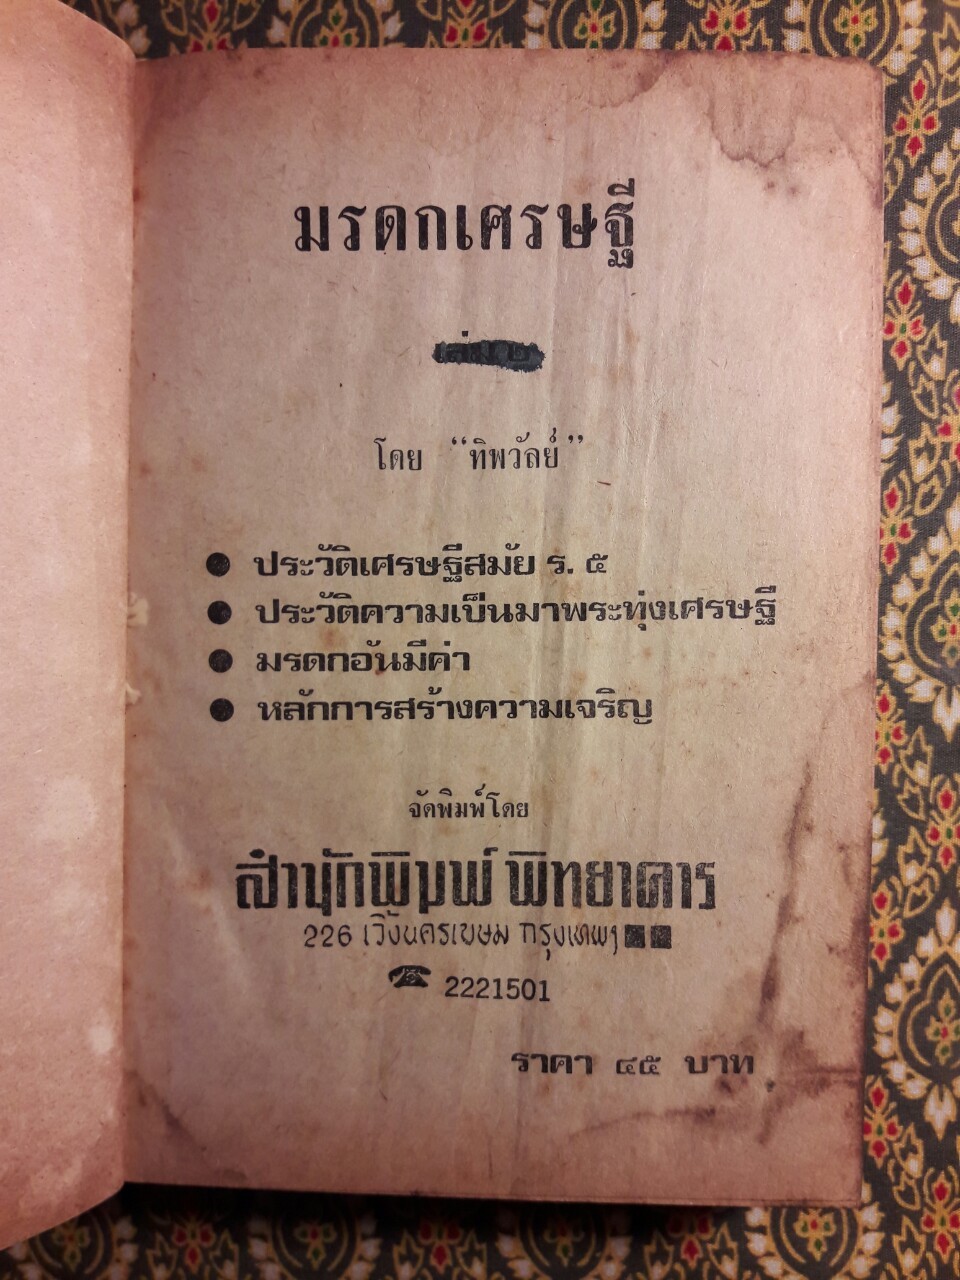 มรดกเศรษฐี
เล่ม ๒
โดย “ทิพวัลย์”
● ประวัติเศรษฐีสมัย ร. ๕
● ประวัติความเป็นมาพระทุ่งเศรษฐี
● มรดกอันมีค่า
● หลักการสร้างความเจริญ
จัดพิมพ์โดย
สำนักพิมพ์ พิทยาคาร
226 เวิ้งนครเขษม กรุงเทพฯ
☎ 2221501
ราคา ๔๕ บาท